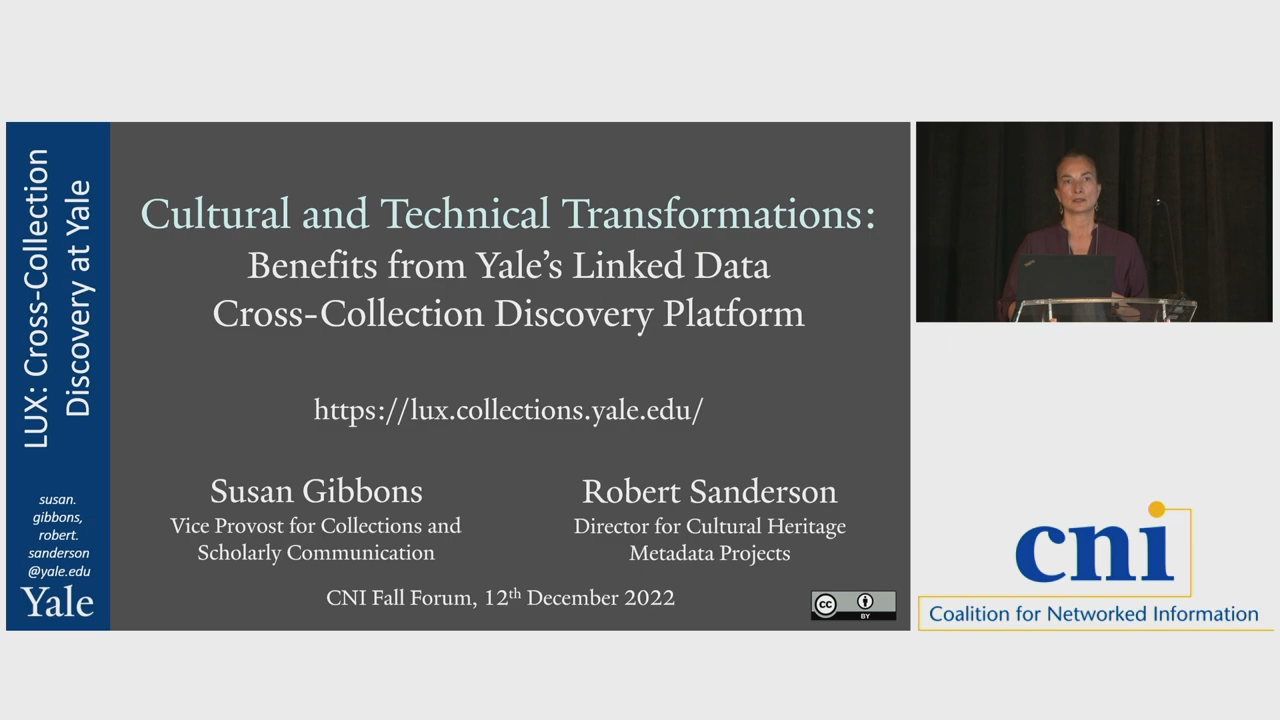 LUX: Cross-Collection
Discovery at Yale
susan.
gibbons,
robert.
sanderson
@yale.edu
Yale
Cultural and Technical Transformations:
Benefits from Yale’s Linked Data
Cross-Collection Discovery Platform
https://lux.collections.yale.edu/
Susan Gibbons
Vice Provost for Collections and
Scholarly Communication
Robert Sanderson
Director for Cultural Heritage
Metadata Projects
CNI Fall Forum, 12th December 2022
cc
BY
cni
Coalition for Networked Information